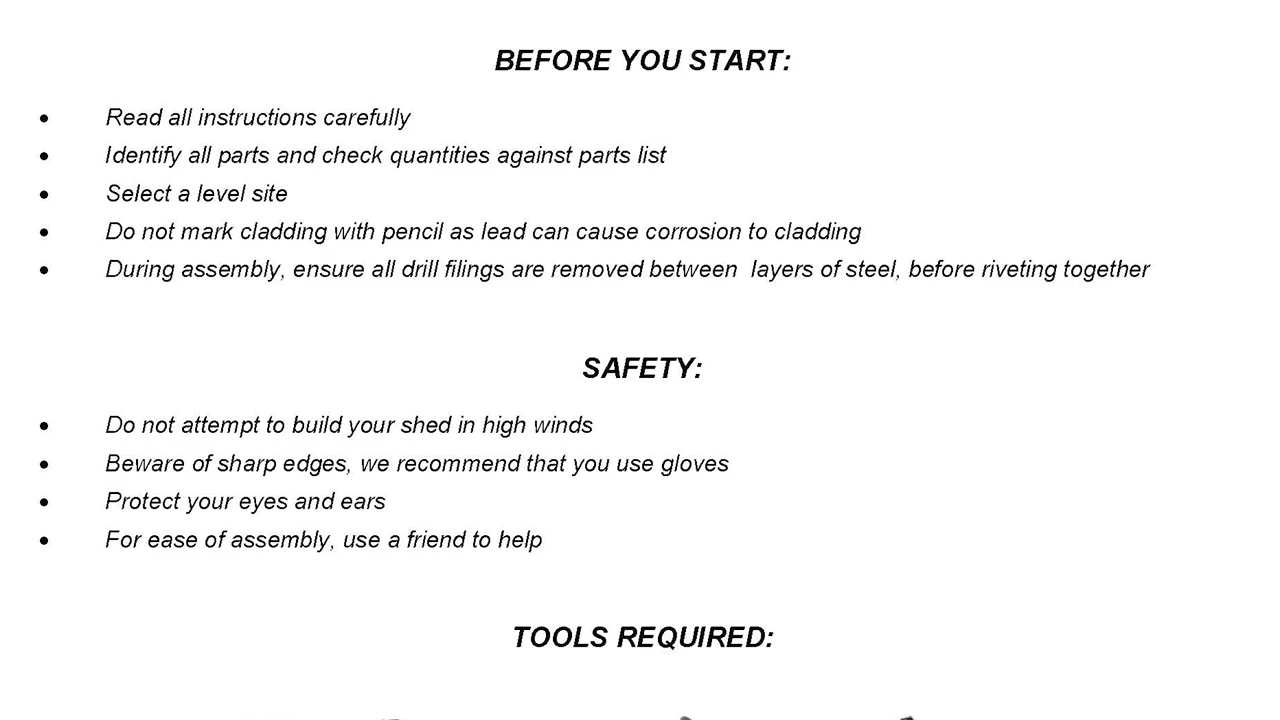 BEFORE YOU START:
• Read all instructions carefully
• Identify all parts and check quantities against parts list
• Select a level site
• Do not mark cladding with pencil as lead can cause corrosion to cladding
• During assembly, ensure all drill filings are removed between  layers of steel, before riveting together
SAFETY:
• Do not attempt to build your shed in high winds
• Beware of sharp edges, we recommend that you use gloves
• Protect your eyes and ears
• For ease of assembly, use a friend to help
TOOLS REQUIRED: